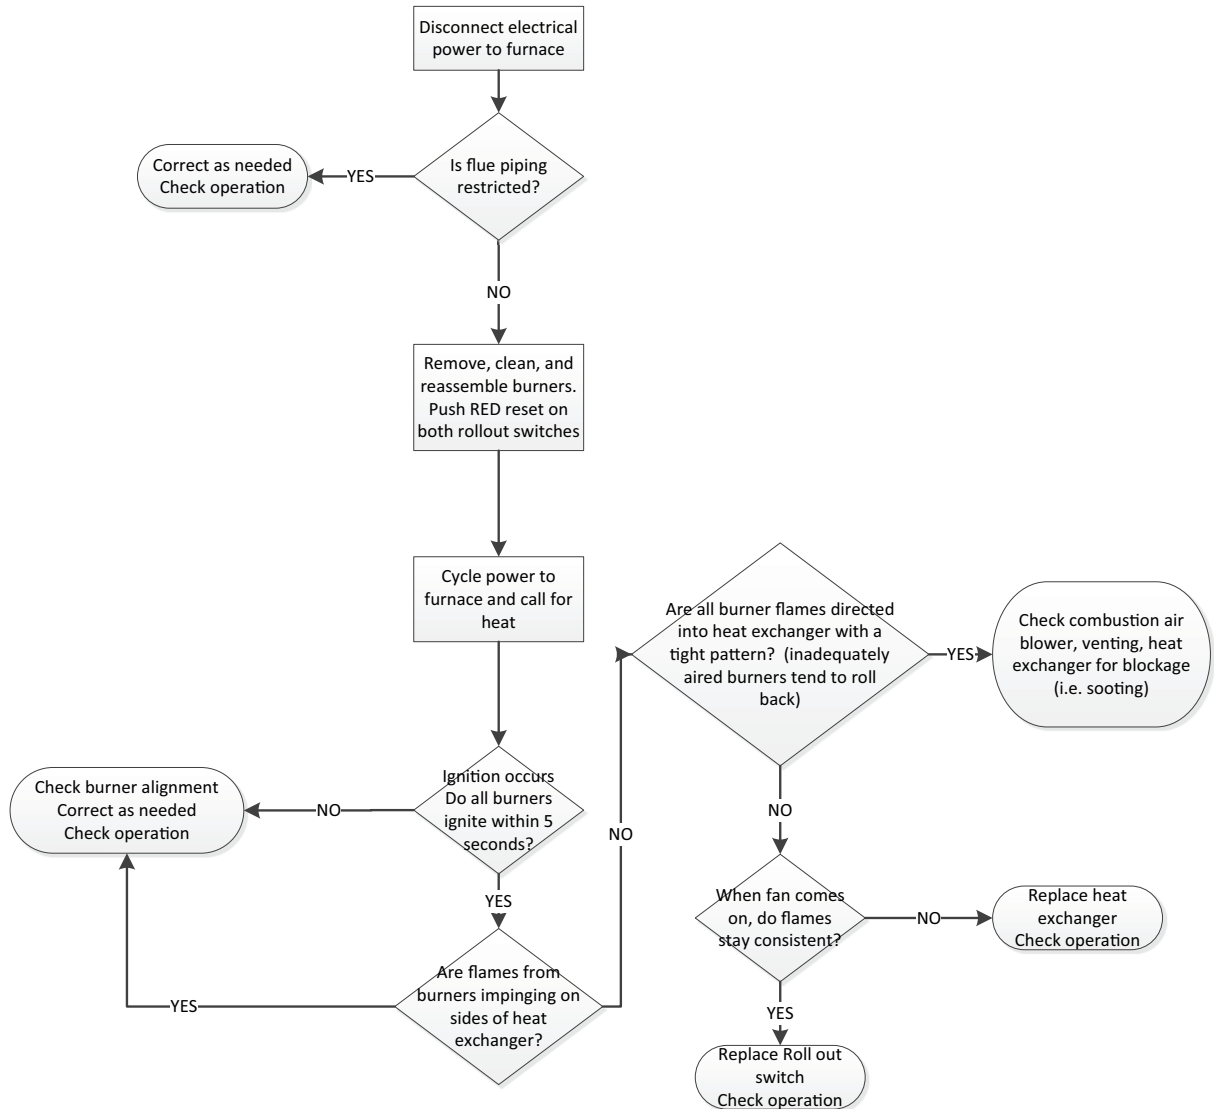 Disconnect electrical
power to furnace
Is flue piping
restricted?
YES
Correct as needed
Check operation
NO
Remove, clean, and
reassemble burners.
Push RED reset on
both rollout switches
Cycle power to
furnace and call for
heat
Ignition occurs
Do all burners
ignite within 5
seconds?
NO
Check burner alignment
Correct as needed
Check operation
YES
Are flames from
burners impinging on
sides of heat
exchanger?
YES
NO
Are all burner flames directed
into heat exchanger with a
tight pattern?  (inadequately
aired burners tend to roll
back)
YES
Check combustion air
blower, venting, heat
exchanger for blockage
(i.e. sooting)
NO
When fan comes
on, do flames
stay consistent?
NO
Replace heat
exchanger
Check operation
YES
Replace Roll out
switch
Check operation